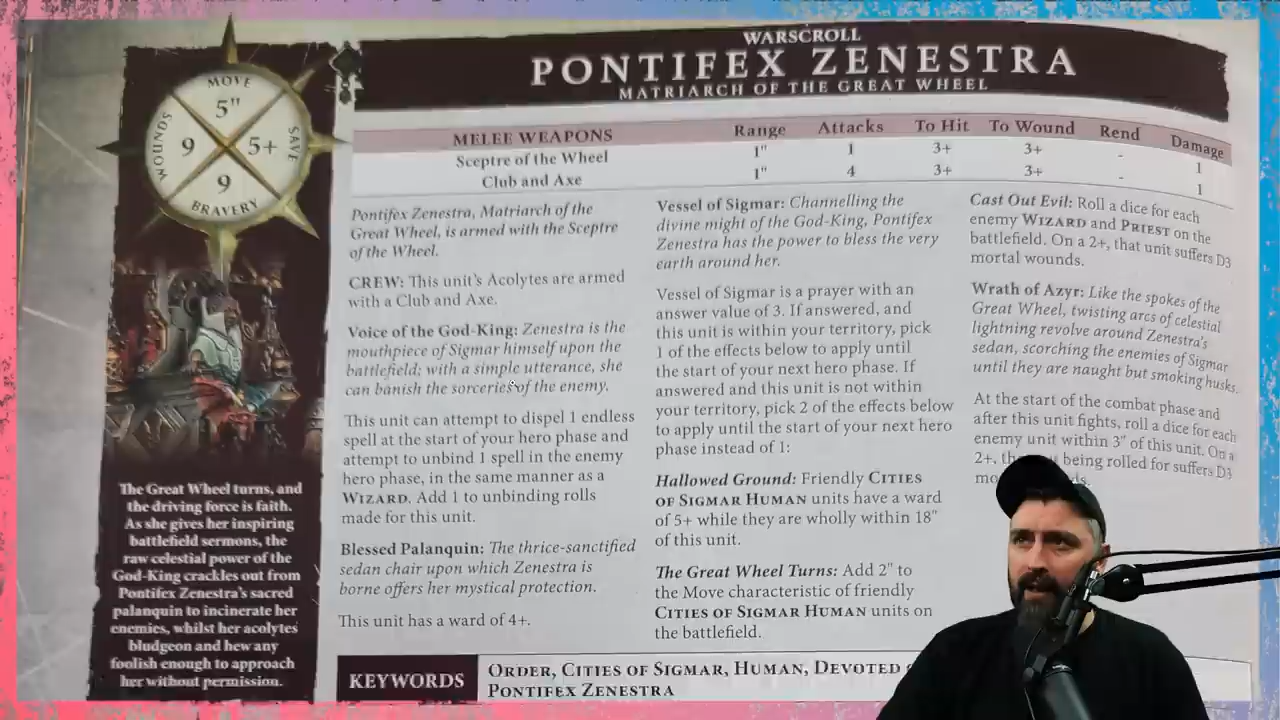 WARSCROLL
PONTIFEX ZENESTRA
MATRIARCH OF THE GREAT WHEEL
MOVE
5"
WOUNDS
9
5+
SAVE
9
BRAVERY
MELEE WEAPONS Range Attacks To Hit To Wound Rend Damage
Sceptre of the Wheel 1" 1 3+ 3+ - 1
Club and Axe 1" 4 3+ 3+ - 1
Pontifex Zenestra, Matriarch of the
Great Wheel, is armed with the Sceptre
of the Wheel.
CREW: This unit's Acolytes are armed
with a Club and Axe.
Voice of the God-King: Zenestra is the
mouthpiece of Sigmar himself upon the
battlefield; with a simple utterance, she
can banish the sorceries of the enemy.
This unit can attempt to dispel 1 endless
spell at the start of your hero phase and
attempt to unbind 1 spell in the enemy
hero phase, in the same manner as a
WIZARD. Add 1 to unbinding rolls
made for this unit.
Blessed Palanquin: The thrice-sanctified
sedan chair upon which Zenestra is
borne offers her mystical protection.
This unit has a ward of 4+.
Vessel of Sigmar: Channelling the
divine might of the God-King, Pontifex
Zenestra has the power to bless the very
earth around her.
Vessel of Sigmar is a prayer with an
answer value of 3. If answered, and
this unit is within your territory, pick
1 of the effects below to apply until
the start of your next hero phase. If
answered and this unit is not within
your territory, pick 2 of the effects below
to apply until the start of your next hero
phase instead of 1:
Hallowed Ground: Friendly CITIES
OF SIGMAR HUMAN units have a ward
of 5+ while they are wholly within 18"
of this unit.
The Great Wheel Turns: Add 2" to
the Move characteristic of friendly
CITIES OF SIGMAR HUMAN units on
the battlefield.
Cast Out Evil: Roll a dice for each
enemy WIZARD and PRIEST on the
battlefield. On a 2+, that unit suffers D3
mortal wounds.
Wrath of Azyr: Like the spokes of the
Great Wheel, twisting arcs of celestial
lightning revolve around Zenestra's
sedan, scorching the enemies of Sigmar
until they are naught but smoking husks.
At the start of the combat phase and
after this unit fights, roll a dice for each
enemy unit within 3" of this unit. On a
2+, being rolled for suffers D3
The Great Wheel turns, and
the driving force is faith.
As she gives her inspiring
battlefield sermons, the
raw celestial power of the
God-King crackles out from
Pontifex Zenestra's sacred
palanquin to incinerate her
enemies, whilst her acolytes
bludgeon and hew any
foolish enough to approach
her without permission.
KEYWORDS
ORDER, CITIES OF SIGMAR, HUMAN, DEVOTED
PONTIFEX ZENESTRA